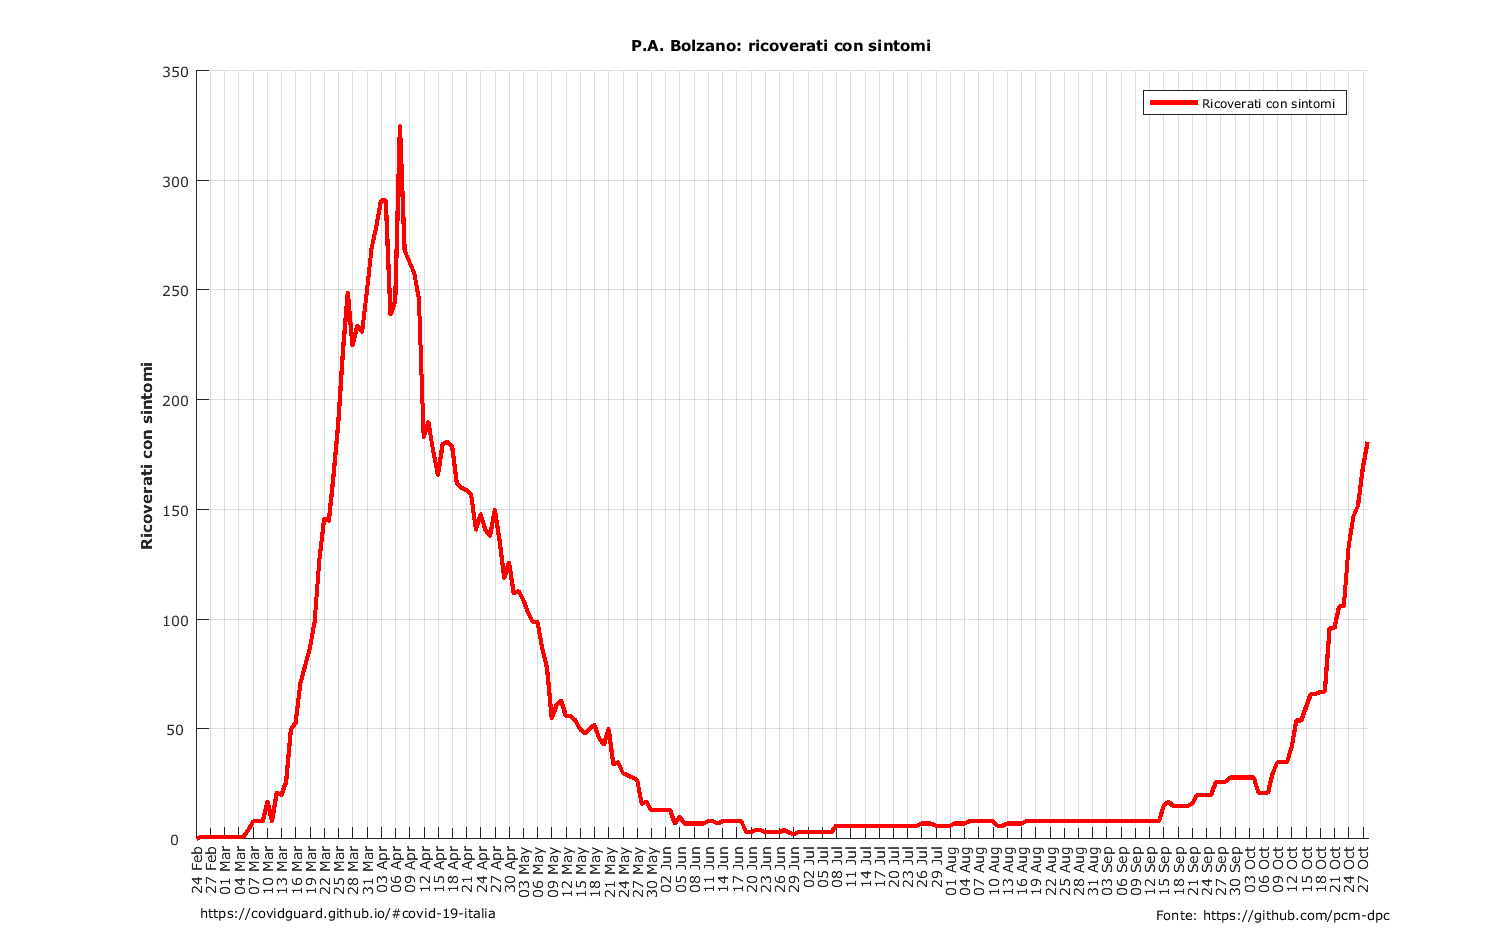 P.A. Bolzano: ricoverati con sintomi
Ricoverati con sintomi
Ricoverati con sintomi
350
300
250
200
150
100
50
0
24 Feb
27 Feb
01 Mar
04 Mar
07 Mar
10 Mar
13 Mar
16 Mar
19 Mar
22 Mar
25 Mar
28 Mar
31 Mar
03 Apr
06 Apr
09 Apr
12 Apr
15 Apr
18 Apr
21 Apr
24 Apr
27 Apr
30 Apr
03 May
06 May
09 May
12 May
15 May
18 May
21 May
24 May
27 May
30 May
02 Jun
05 Jun
08 Jun
11 Jun
14 Jun
17 Jun
20 Jun
23 Jun
26 Jun
29 Jun
02 Jul
05 Jul
08 Jul
11 Jul
14 Jul
17 Jul
20 Jul
23 Jul
26 Jul
29 Jul
01 Aug
04 Aug
07 Aug
10 Aug
13 Aug
16 Aug
19 Aug
22 Aug
25 Aug
28 Aug
31 Aug
03 Sep
06 Sep
09 Sep
12 Sep
15 Sep
18 Sep
21 Sep
24 Sep
27 Sep
30 Sep
03 Oct
06 Oct
09 Oct
12 Oct
15 Oct
18 Oct
21 Oct
24 Oct
27 Oct
https://covidguard.github.io/#covid-19-italia
Fonte: https://github.com/pcm-dpc